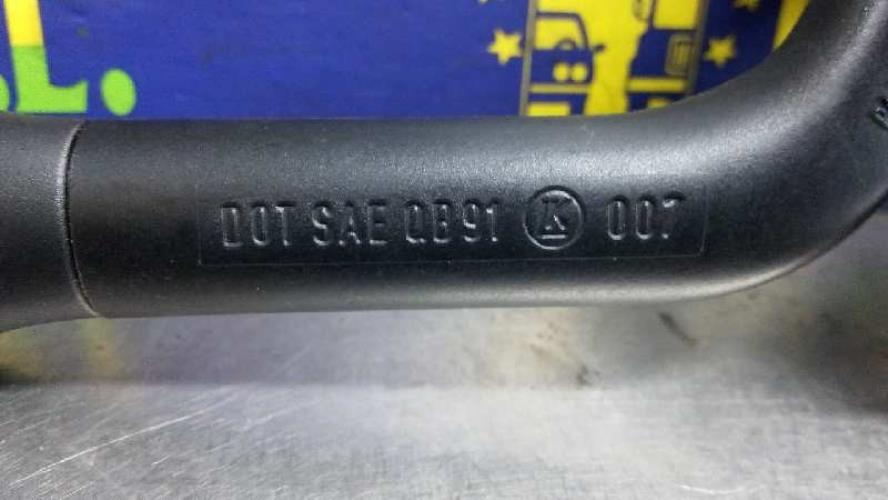 L.
DOT SAE QB91 K 007